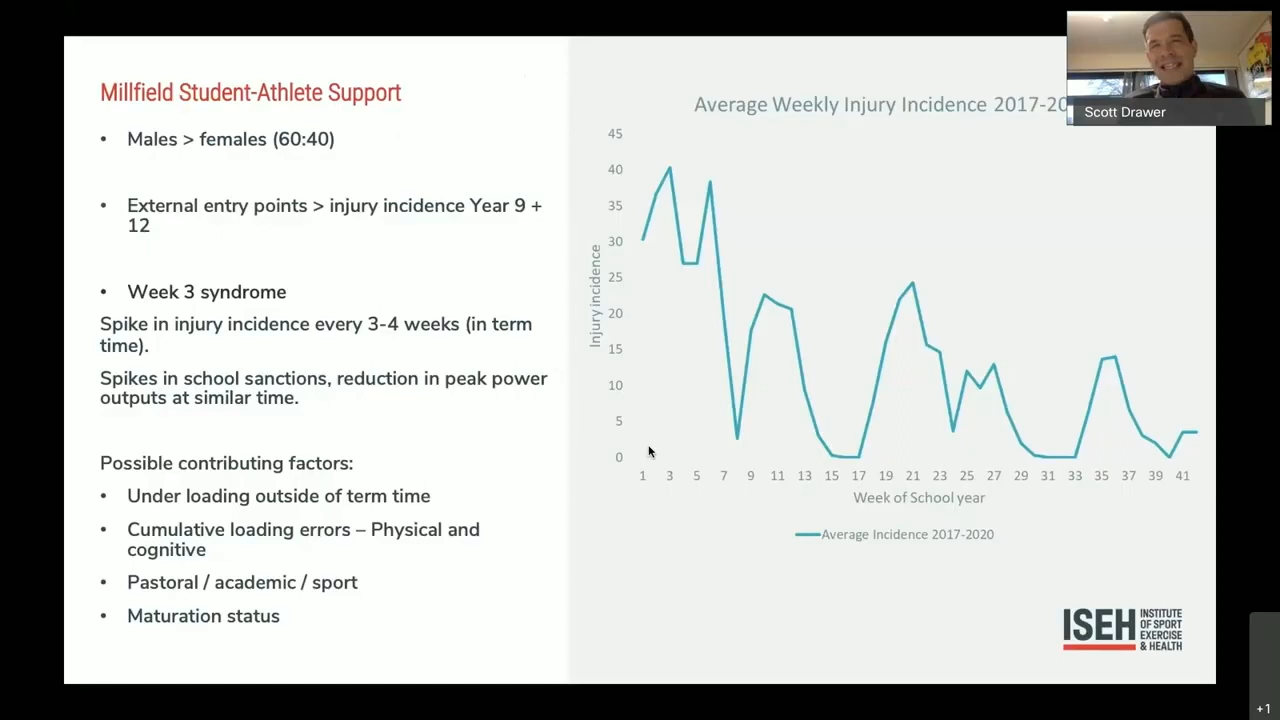 Millfield Student-Athlete Support
• Males > females (60:40)
• External entry points > injury incidence Year 9 +
12
• Week 3 syndrome
Spike in injury incidence every 3-4 weeks (in term
time).
Spikes in school sanctions, reduction in peak power
outputs at similar time.
Possible contributing factors:
• Under loading outside of term time
• Cumulative loading errors – Physical and
cognitive
• Pastoral / academic / sport
• Maturation status
Average Weekly Injury Incidence 2017-20
45
40
35
30
25
20
15
10
5
0
Injury incidence
1 3 5 7 9 11 13 15 17 19 21 23 25 27 29 31 33 35 37 39 41
Week of School year
Average Incidence 2017-2020
Scott Drawer
ISEH
INSTITUTE
OF SPORT
EXERCISE
& HEALTH
+1